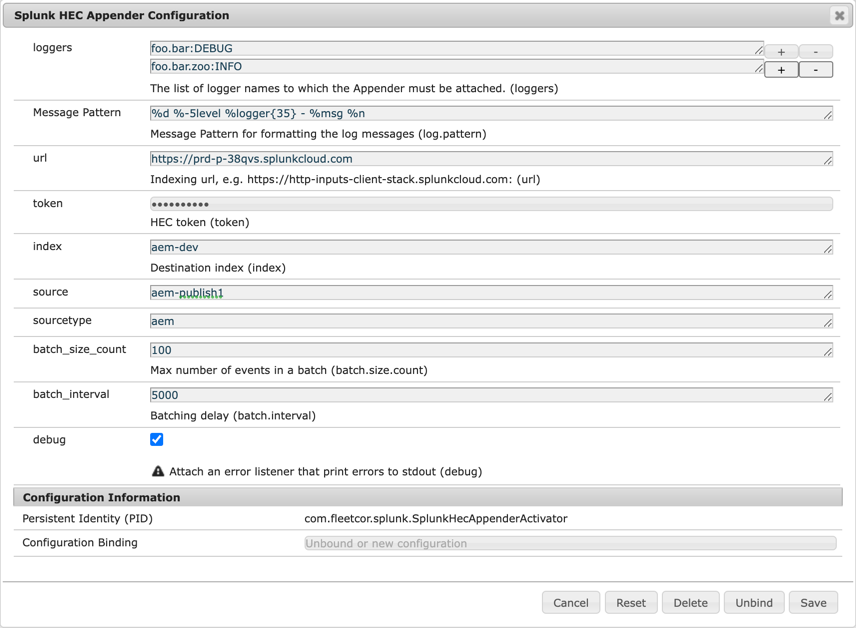 Splunk HEC Appender Configuration
loggers
foo.bar:DEBUG
+ -
foo.bar.zoo:INFO
+ -
The list of logger names to which the Appender must be attached. (loggers)
Message Pattern
%d %-5level %logger{35} - %msg %n
Message Pattern for formatting the log messages (log.pattern)
url
https://prd-p-38qvs.splunkcloud.com
Indexing url, e.g. https://http-inputs-client-stack.splunkcloud.com: (url)
token
••••••••••
HEC token (token)
index
aem-dev
Destination index (index)
source
aem-publish1
sourcetype
aem
batch_size_count
100
Max number of events in a batch (batch.size.count)
batch_interval
5000
Batching delay (batch.interval)
debug
Attach an error listener that print errors to stdout (debug)
Configuration Information
Persistent Identity (PID)
com.fleetcor.splunk.SplunkHecAppenderActivator
Configuration Binding
Unbound or new configuration
Cancel Reset Delete Unbind Save